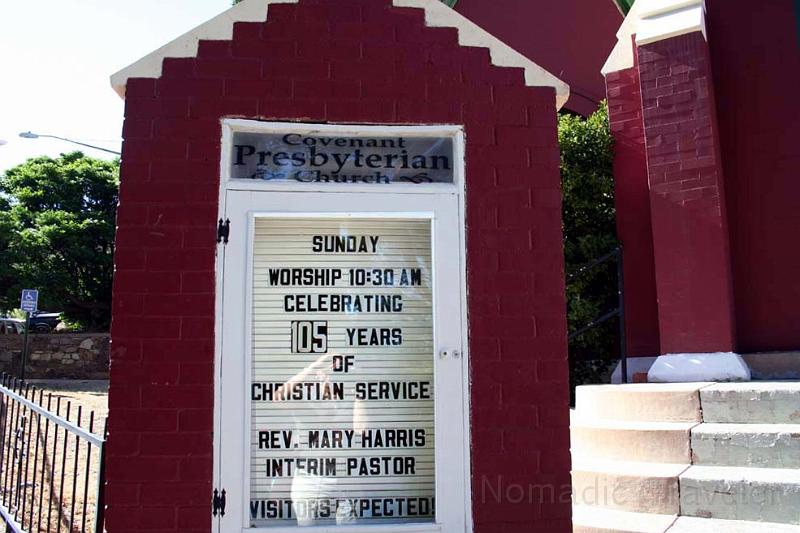 Covenant
Presbyterian
Church
SUNDAY
WORSHIP 10:30 AM
CELEBRATING
105 YEARS
OF
CHRISTIAN SERVICE
REV. MARY HARRIS
INTERIM PASTOR
VISITORS EXPECTED!
Nomadic Traveler